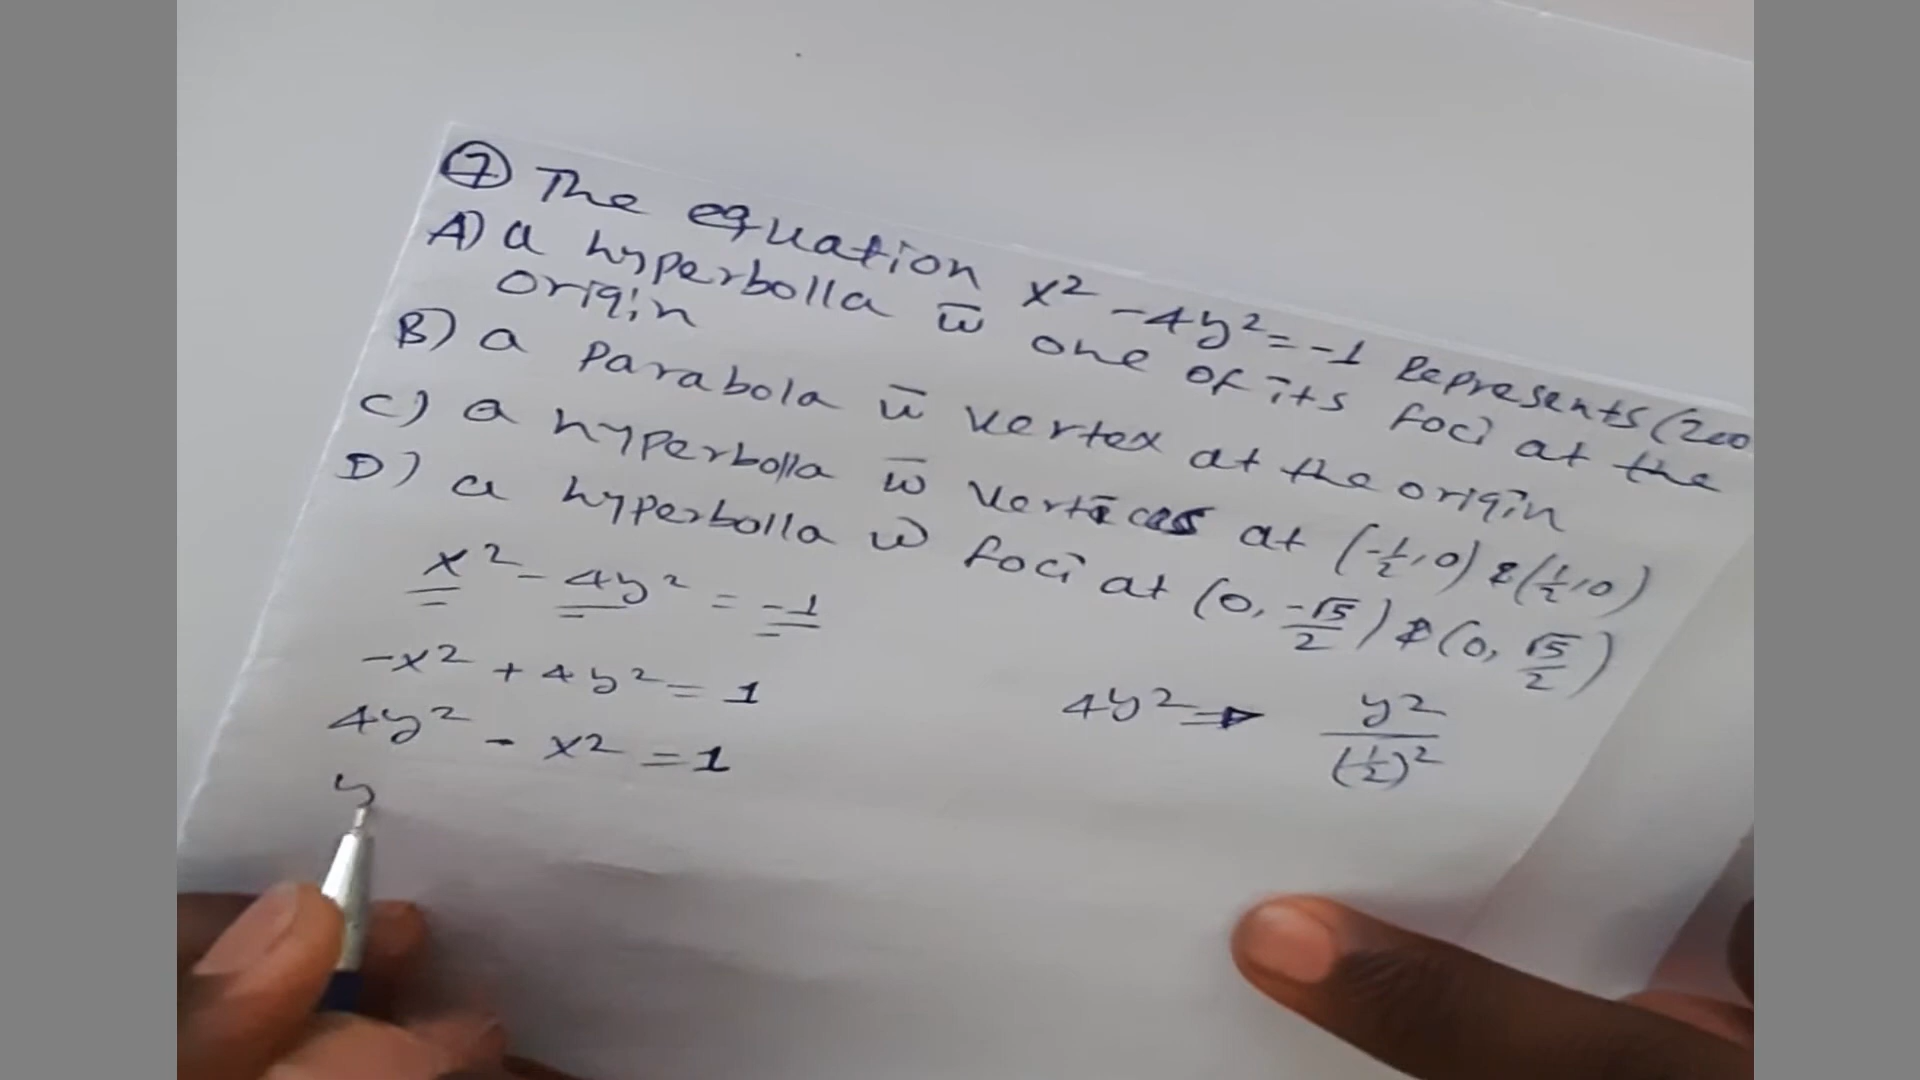 ⑦ The equation x² - 4y² = -1 Represents (200
A) a hyperbolla w̄ one of its foci at the
origin
B) a parabola w̄ vertex at the origin
C) a hyperbolla w̄ vertices at (-1/2, 0) & (1/2, 0)
D) a hyperbolla w̄ foci at (0, -√5/2) & (0, √5/2)
x² - 4y² = -1
-x² + 4y² = 1
4y² ⇒ y²/(1/2)²
4y² - x² = 1
y